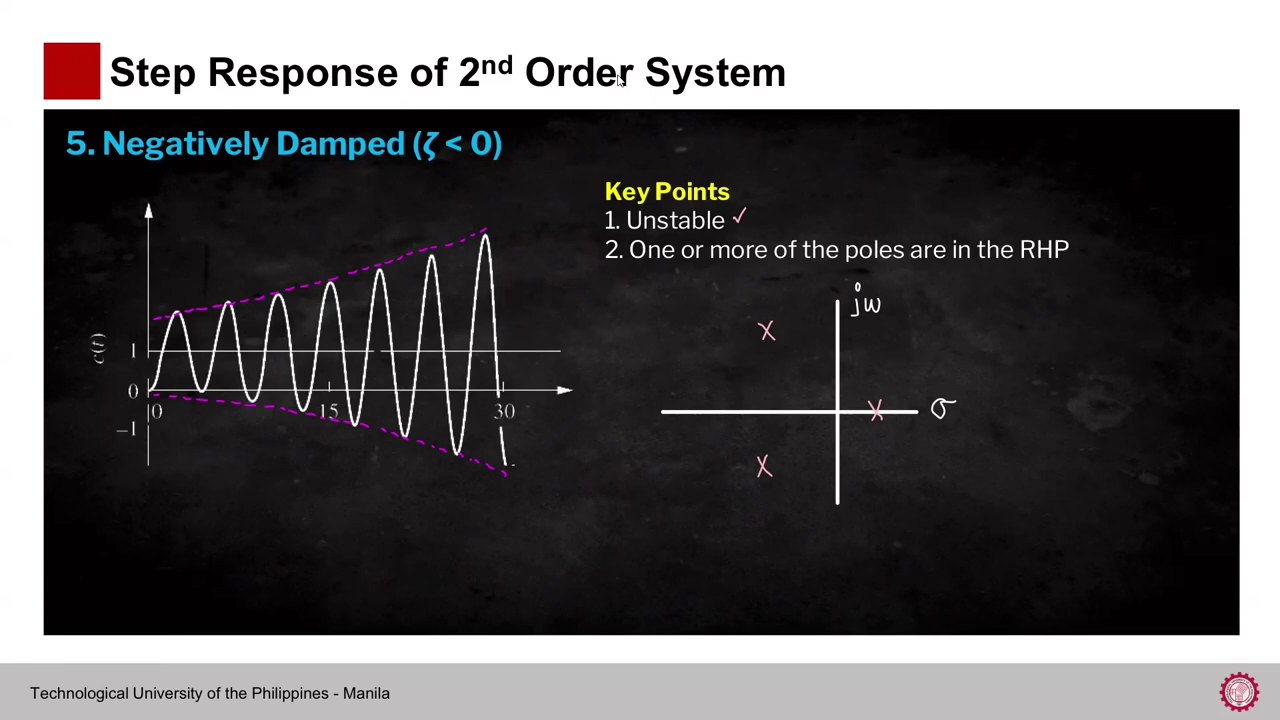 Step Response of 2nd Order System
5. Negatively Damped (ζ < 0)
Key Points
1. Unstable ✓
2. One or more of the poles are in the RHP
c(t)
1
0
−1
0
15
30
jω
σ
x
x
x
Technological University of the Philippines - Manila